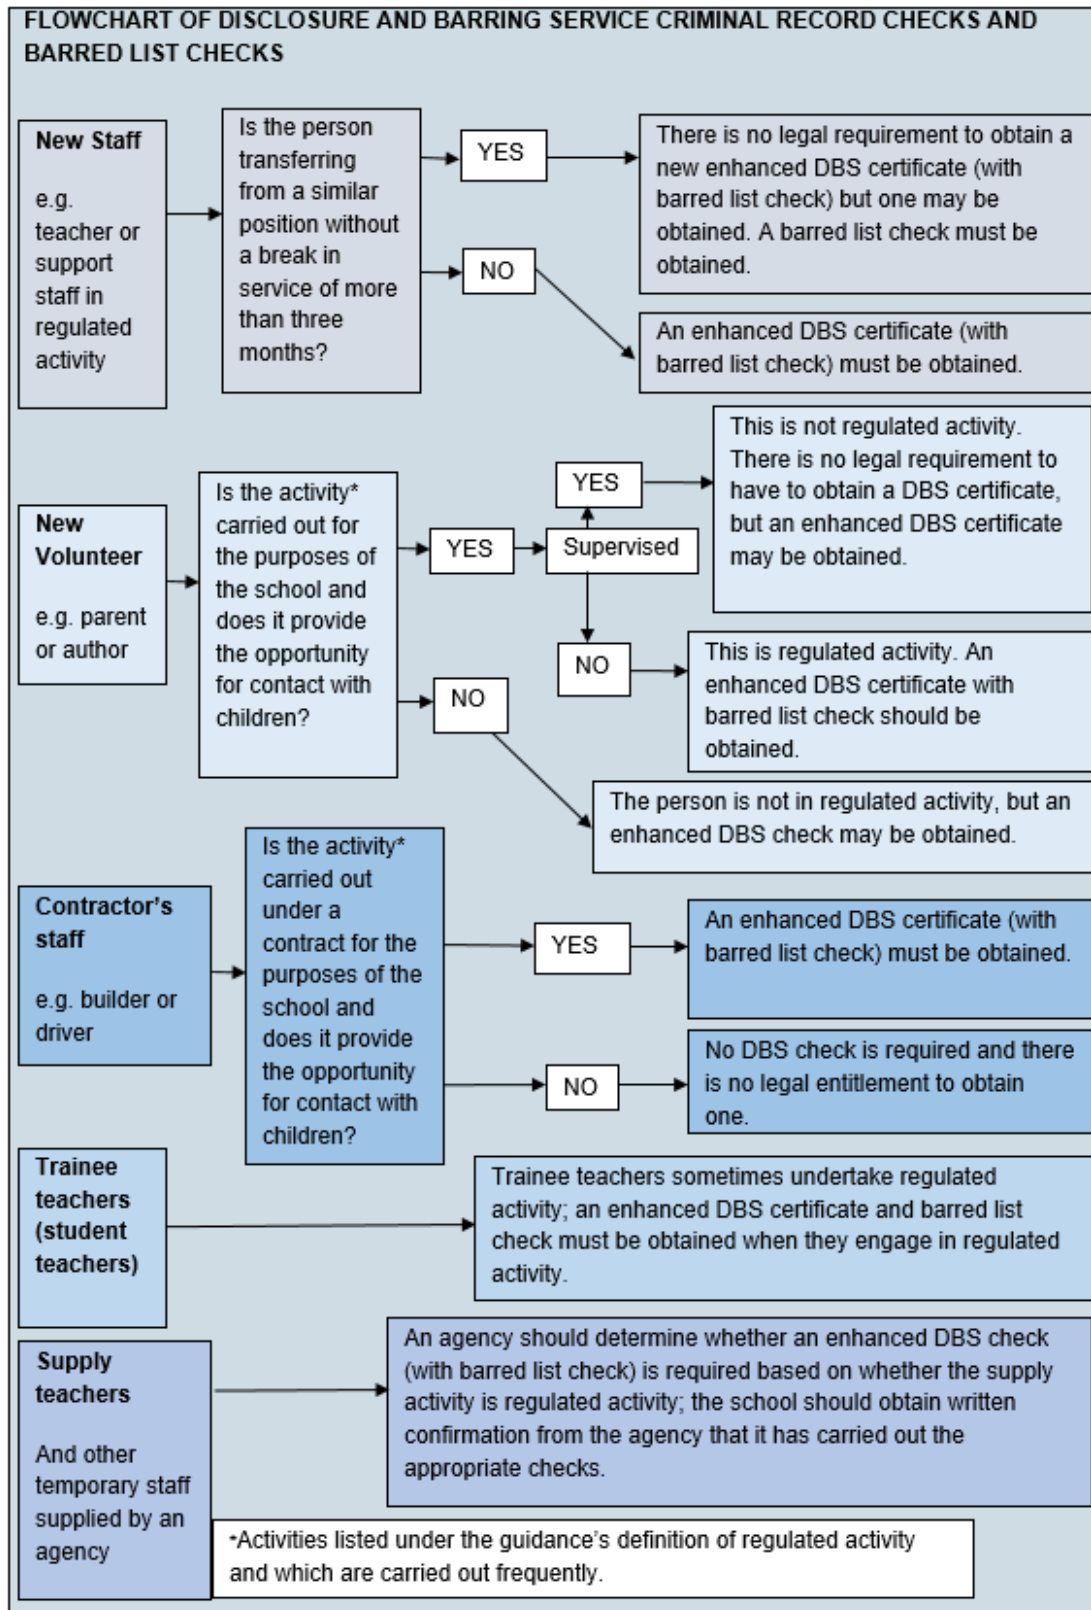 FLOWCHART OF DISCLOSURE AND BARRING SERVICE CRIMINAL RECORD CHECKS AND
BARRED LIST CHECKS
New Staff
e.g.
teacher or
support
staff in
regulated
activity
Is the person
transferring
from a similar
position without
a break in
service of more
than three
months?
YES
There is no legal requirement to obtain a
new enhanced DBS certificate (with
barred list check) but one may be
obtained. A barred list check must be
obtained.
NO
An enhanced DBS certificate (with
barred list check) must be obtained.
New
Volunteer
e.g. parent
or author
Is the activity*
carried out for
the purposes of
the school and
does it provide
the opportunity
for contact with
children?
YES
Supervised
YES
This is not regulated activity.
There is no legal requirement to
have to obtain a DBS certificate,
but an enhanced DBS certificate
may be obtained.
NO
This is regulated activity. An
enhanced DBS certificate with
barred list check should be
obtained.
NO
The person is not in regulated activity, but an
enhanced DBS check may be obtained.
Contractor's
staff
e.g. builder or
driver
Is the activity*
carried out
under a
contract for the
purposes of the
school and
does it provide
the opportunity
for contact with
children?
YES
An enhanced DBS certificate (with
barred list check) must be obtained.
NO
No DBS check is required and there
is no legal entitlement to obtain
one.
Trainee
teachers
(student
teachers)
Trainee teachers sometimes undertake regulated
activity; an enhanced DBS certificate and barred list
check must be obtained when they engage in regulated
activity.
Supply
teachers
And other
temporary staff
supplied by an
agency
An agency should determine whether an enhanced DBS check
(with barred list check) is required based on whether the supply
activity is regulated activity; the school should obtain written
confirmation from the agency that it has carried out the
appropriate checks.
*Activities listed under the guidance's definition of regulated activity
and which are carried out frequently.